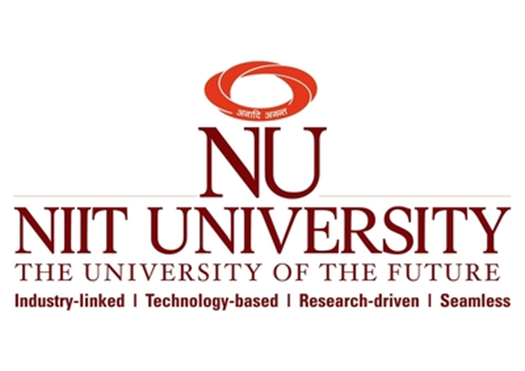 अनादि अनन्त
NU
NIIT UNIVERSITY
THE UNIVERSITY OF THE FUTURE
Industry-linked | Technology-based | Research-driven | Seamless